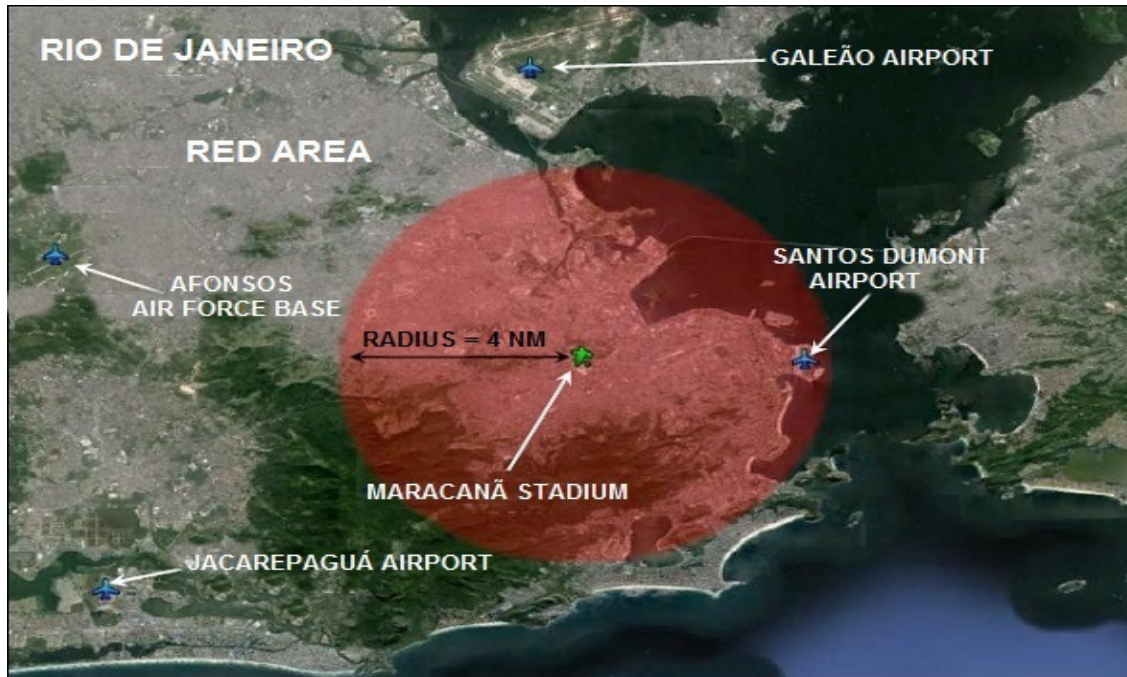 RIO DE JANEIRO
GALEÃO AIRPORT
RED AREA
SANTOS DUMONT
AIRPORT
AFONSOS
AIR FORCE BASE
RADIUS = 4 NM
MARACANÃ STADIUM
JACAREPAGUÁ AIRPORT